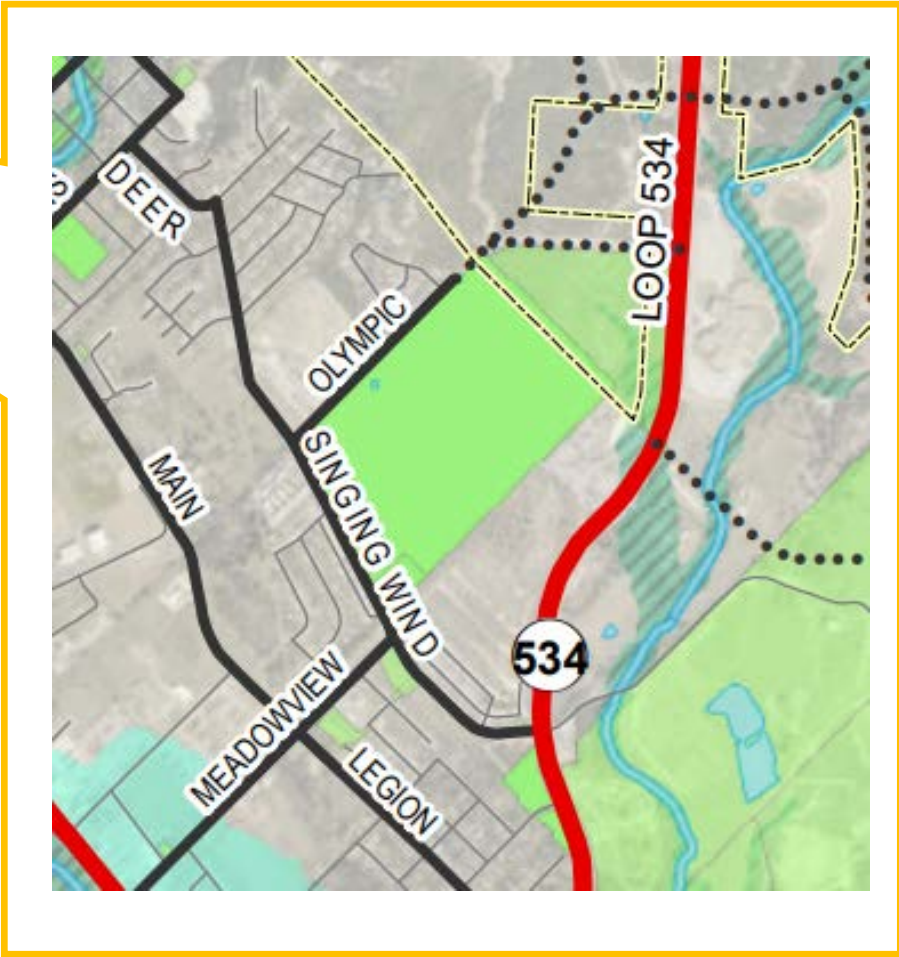 DEER
LOOP 534
OLYMPIC
SINGING WIND
MAIN
534
MEADOWVIEW
LEGION